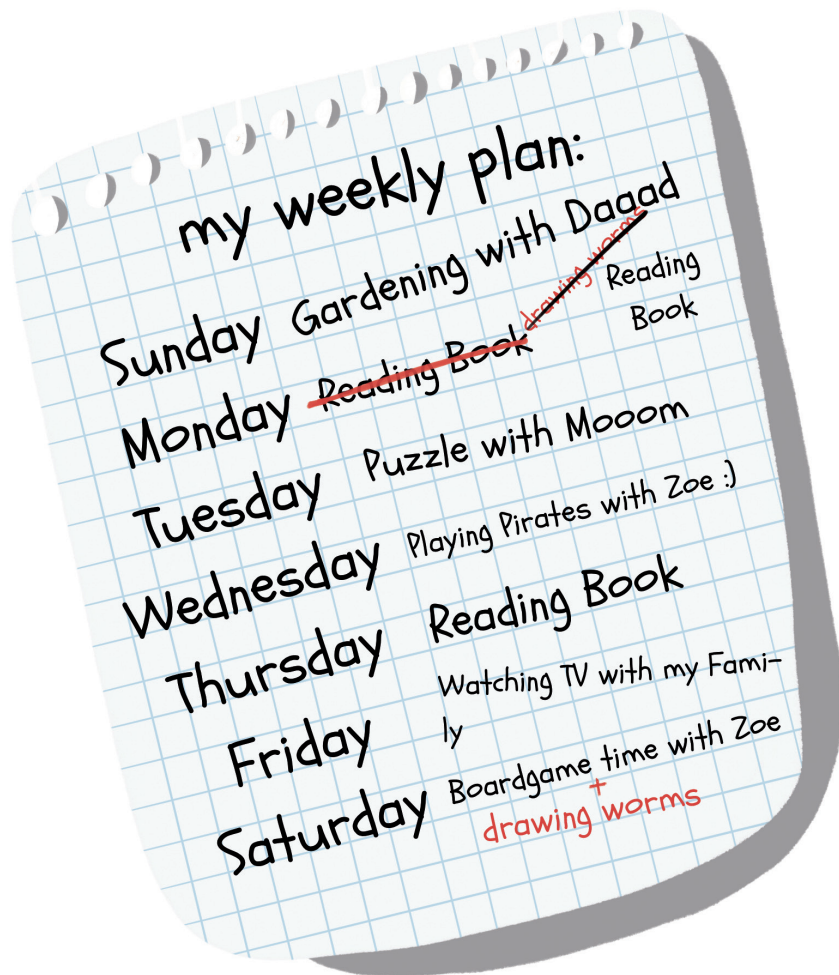 my weekly plan:
Sunday Gardening with Daaad
Monday Reading Book drawing worms Reading
Book
Tuesday Puzzle with Mooom
Wednesday Playing Pirates with Zoe :)
Thursday Reading Book
Friday Watching TV with my Fami-
ly
Saturday Boardgame time with Zoe
+
drawing worms